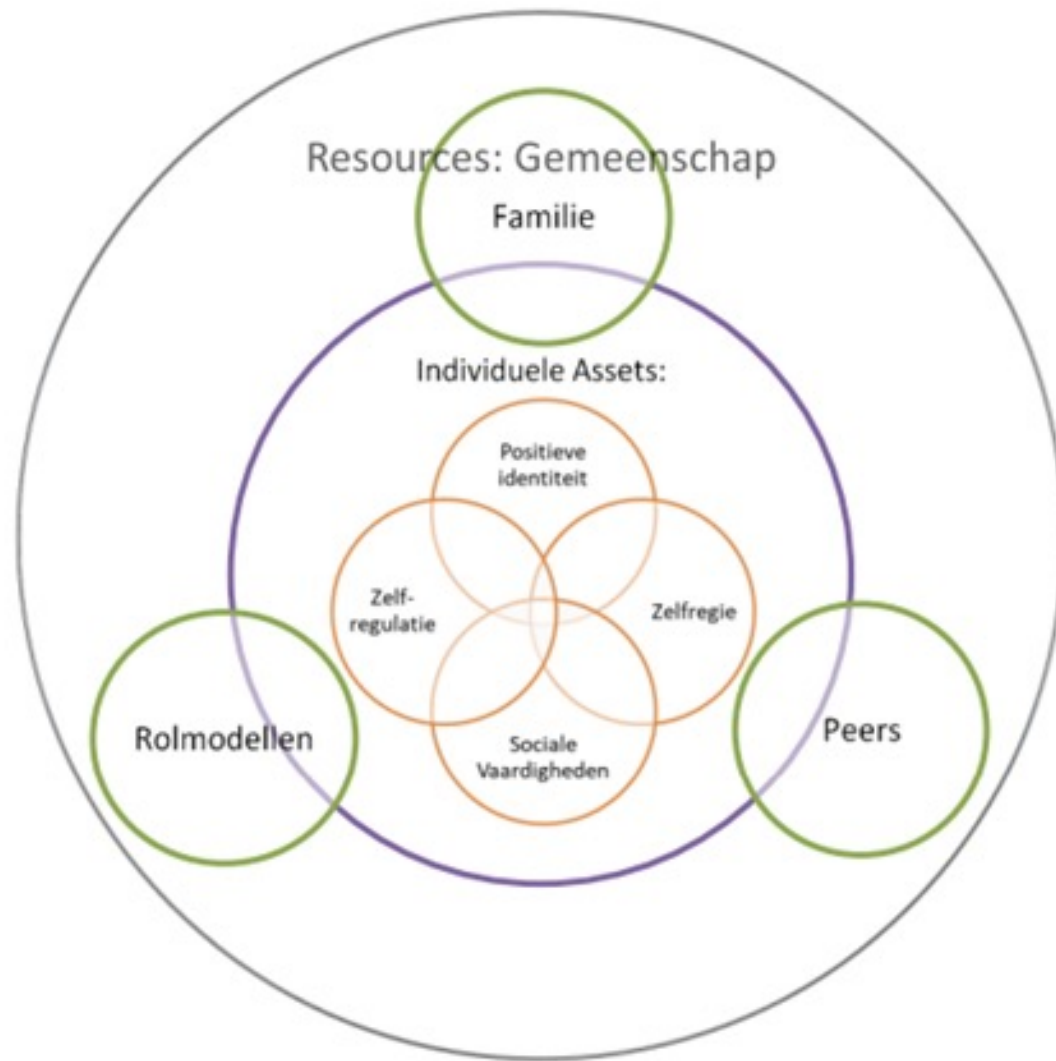 Resources: Gemeenschap
Familie
Individuele Assets:
Positieve
identiteit
Zelf-
regulatie
Zelfregie
Sociale
Vaardigheden
Rolmodellen
Peers